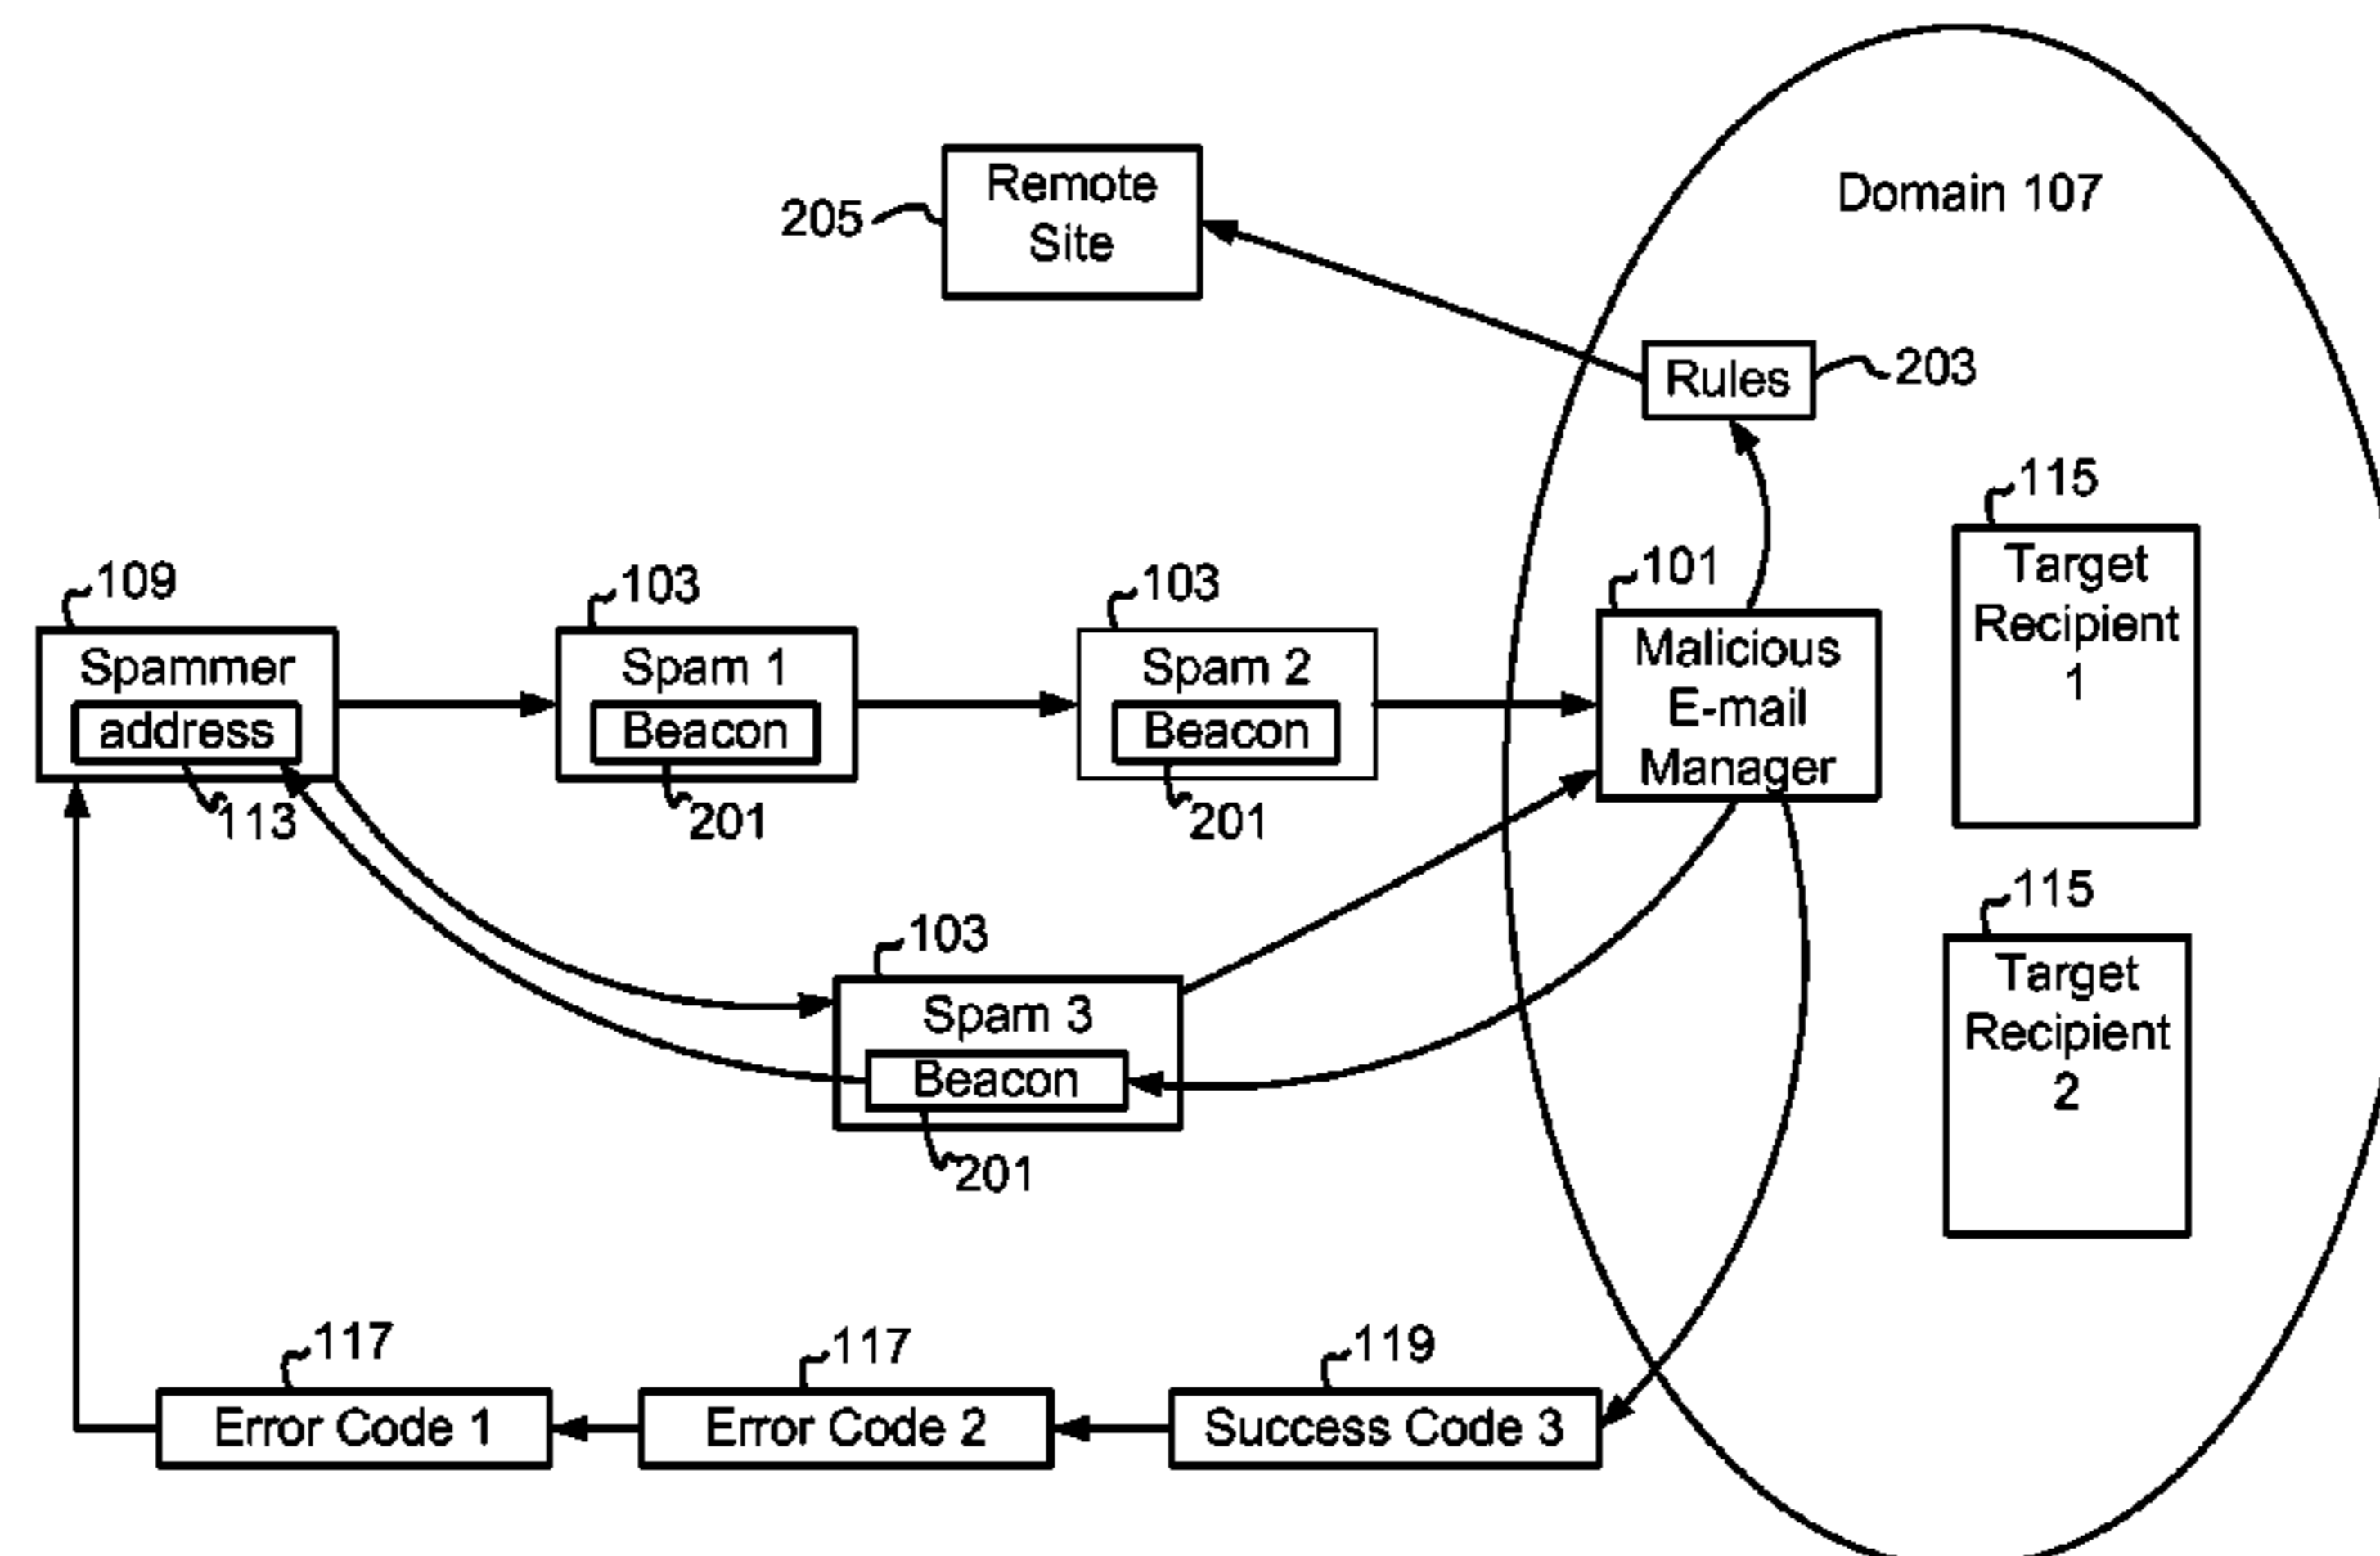 Domain 107
Remote
Site
205
Rules
203
115
Target
Recipient
1
109
103
103
101
Spammer
address
113
Spam 1
Beacon
201
Spam 2
Beacon
201
Malicious
E-mail
Manager
115
Target
Recipient
2
103
Spam 3
Beacon
201
117
117
119
Error Code 1
Error Code 2
Success Code 3